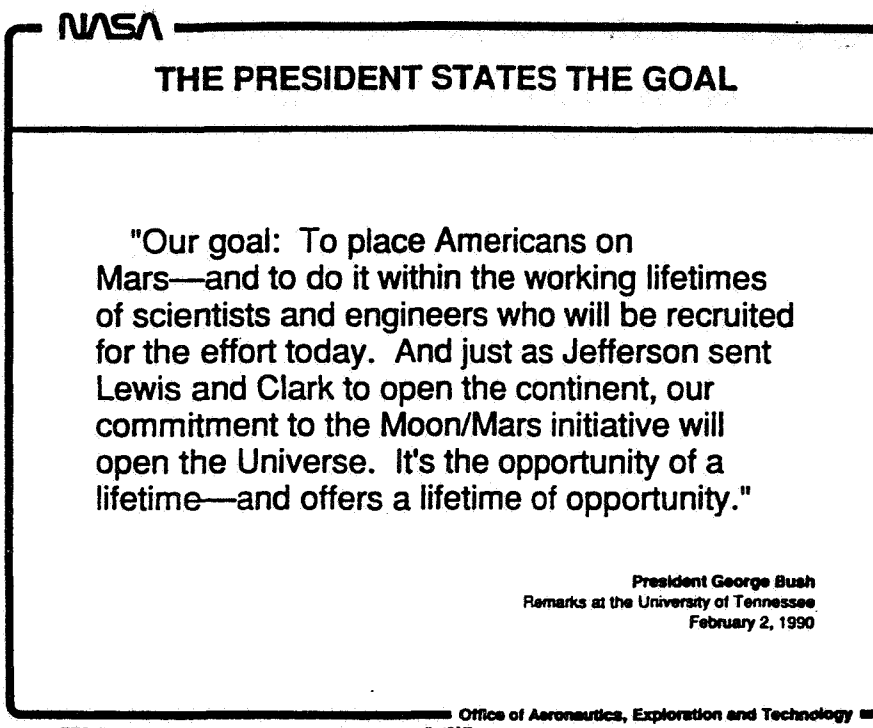 NASA
THE PRESIDENT STATES THE GOAL
"Our goal: To place Americans on
Mars—and to do it within the working lifetimes
of scientists and engineers who will be recruited
for the effort today. And just as Jefferson sent
Lewis and Clark to open the continent, our
commitment to the Moon/Mars initiative will
open the Universe. It's the opportunity of a
lifetime—and offers a lifetime of opportunity."
President George Bush
Remarks at the University of Tennessee
February 2, 1990
Office of Aeronautics, Exploration and Technology